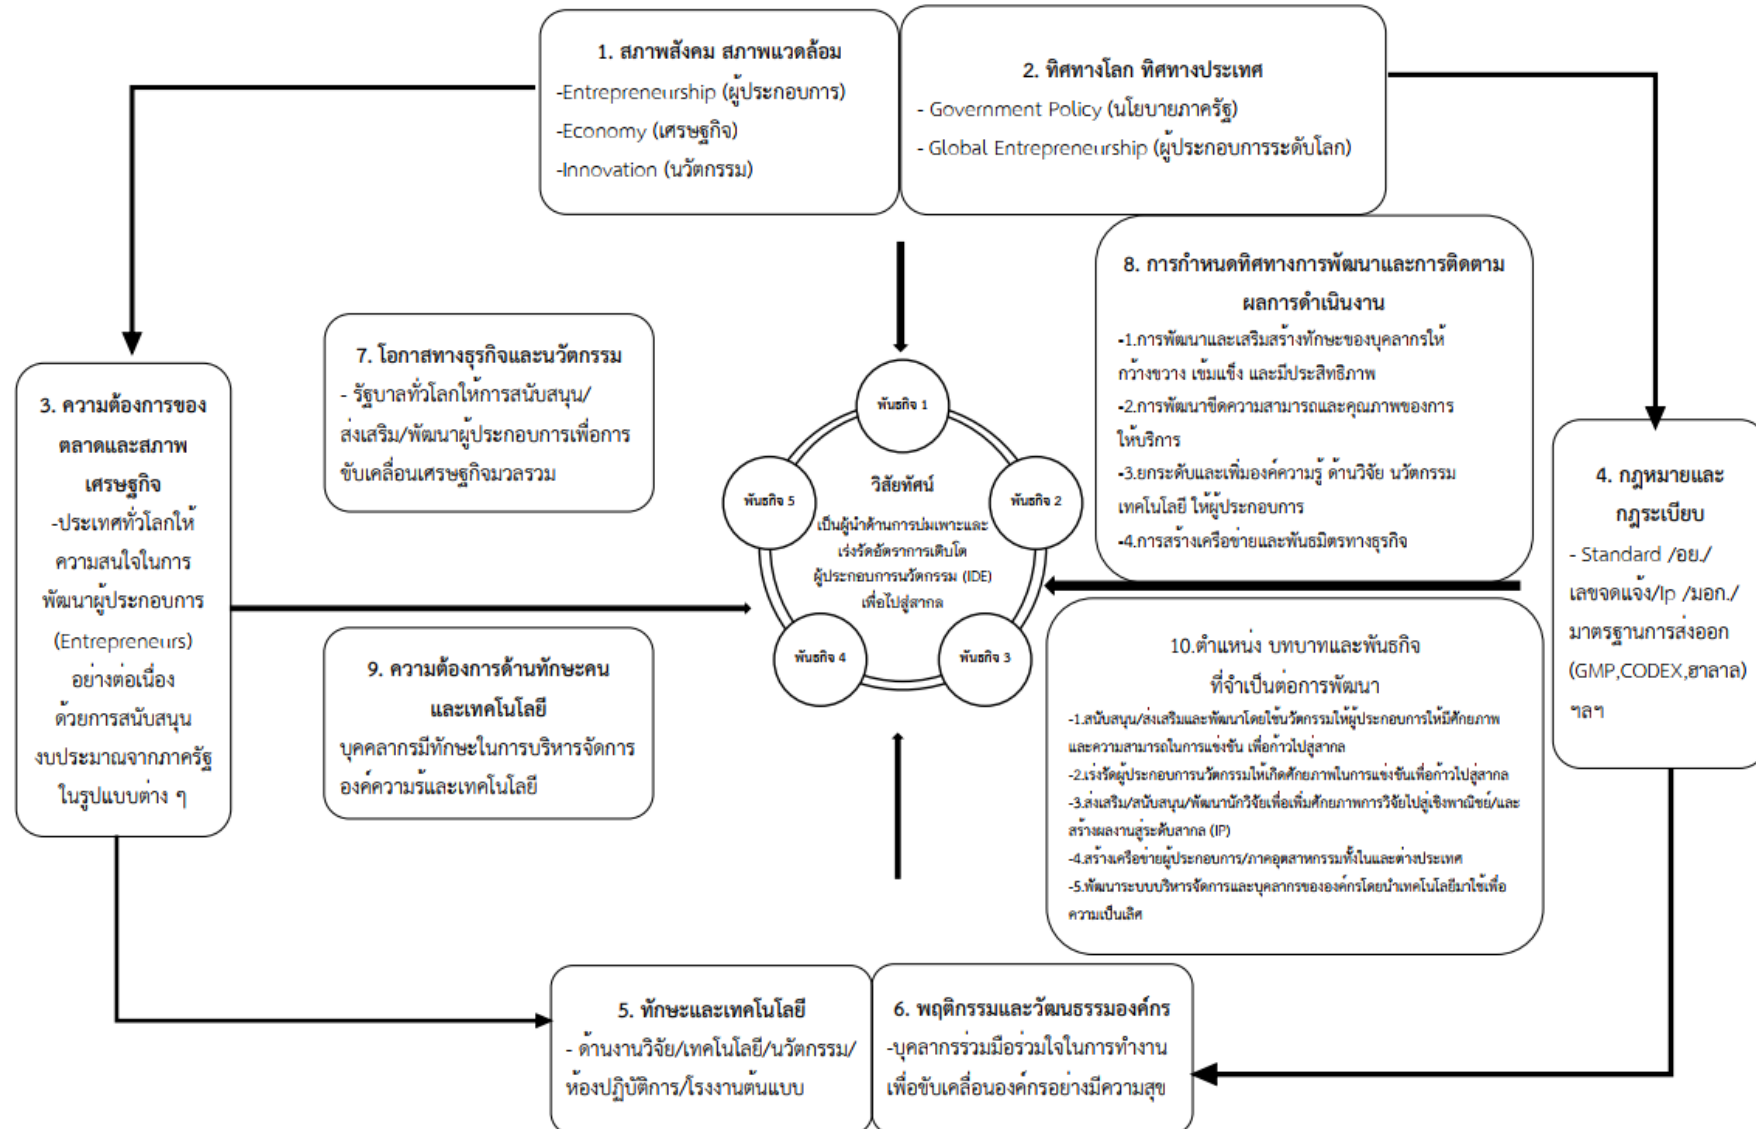 1. สภาพสังคม สภาพแวดล้อม
-Entrepreneurship (ผู้ประกอบการ)
-Economy (เศรษฐกิจ)
-Innovation (นวัตกรรม)
2. ทิศทางโลก ทิศทางประเทศ
- Government Policy (นโยบายภาครัฐ)
- Global Entrepreneurship (ผู้ประกอบการระดับโลก)
3. ความต้องการของ
ตลาดและสภาพ
เศรษฐกิจ
-ประเทศทั่วโลกให้
ความสนใจในการ
พัฒนาผู้ประกอบการ
(Entrepreneurs)
อย่างต่อเนื่อง
ด้วยการสนับสนุน
งบประมาณจากภาครัฐ
ในรูปแบบต่าง ๆ
7. โอกาสทางธุรกิจและนวัตกรรม
- รัฐบาลทั่วโลกให้การสนับสนุน/
ส่งเสริม/พัฒนาผู้ประกอบการเพื่อการ
ขับเคลื่อนเศรษฐกิจมวลรวม
9. ความต้องการด้านทักษะคน
และเทคโนโลยี
บุคคลากรมีทักษะในการบริหารจัดการ
องค์ความรู้และเทคโนโลยี
พันธกิจ 1
พันธกิจ 5
พันธกิจ 2
วิสัยทัศน์
เป็นผู้นำด้านการบ่มเพาะและ
เร่งรัดอัตราการเติบโต
ผู้ประกอบการนวัตกรรม (IDE)
เพื่อไปสู่สากล
พันธกิจ 4
พันธกิจ 3
8. การกำหนดทิศทางการพัฒนาและการติดตาม
ผลการดำเนินงาน
-1.การพัฒนาและเสริมสร้างทักษะของบุคลากรให้
กว้างขวาง เข้มแข็ง และมีประสิทธิภาพ
-2.การพัฒนาขีดความสามารถและคุณภาพของการ
ให้บริการ
-3.ยกระดับและเพิ่มองค์ความรู้ ด้านวิจัย นวัตกรรม
เทคโนโลยี ให้ผู้ประกอบการ
-4.การสร้างเครือข่ายและพันธมิตรทางธุรกิจ
4. กฎหมายและ
กฎระเบียบ
- Standard /อย./
เลขจดแจ้ง/Ip /มอก./
มาตรฐานการส่งออก
(GMP,CODEX,ฮาลาล)
ฯลฯ
10.ตำแหน่ง บทบาทและพันธกิจ
ที่จำเป็นต่อการพัฒนา
-1.สนับสนุน/ส่งเสริมและพัฒนาโดยใช้นวัตกรรมให้ผู้ประกอบการให้มีศักยภาพ
และความสามารถในการแข่งขัน เพื่อก้าวไปสู่สากล
-2.เร่งรัดผู้ประกอบการนวัตกรรมให้เกิดศักยภาพในการแข่งขันเพื่อก้าวไปสู่สากล
-3.ส่งเสริม/สนับสนุน/พัฒนานักวิจัยเพื่อเพิ่มศักยภาพการวิจัยไปสู่เชิงพาณิชย์/และ
สร้างผลงานสู่ระดับสากล (IP)
-4.สร้างเครือข่ายผู้ประกอบการ/ภาคอุตสาหกรรมทั้งในและต่างประเทศ
-5.พัฒนาระบบบริหารจัดการและบุคลากรขององค์กรโดยนำเทคโนโลยีมาใช้เพื่อ
ความเป็นเลิศ
5. ทักษะและเทคโนโลยี
- ด้านงานวิจัย/เทคโนโลยี/นวัตกรรม/
ห้องปฏิบัติการ/โรงงานต้นแบบ
6. พฤติกรรมและวัฒนธรรมองค์กร
-บุคลากรร่วมมือร่วมใจในการทำงาน
เพื่อขับเคลื่อนองค์กรอย่างมีความสุข